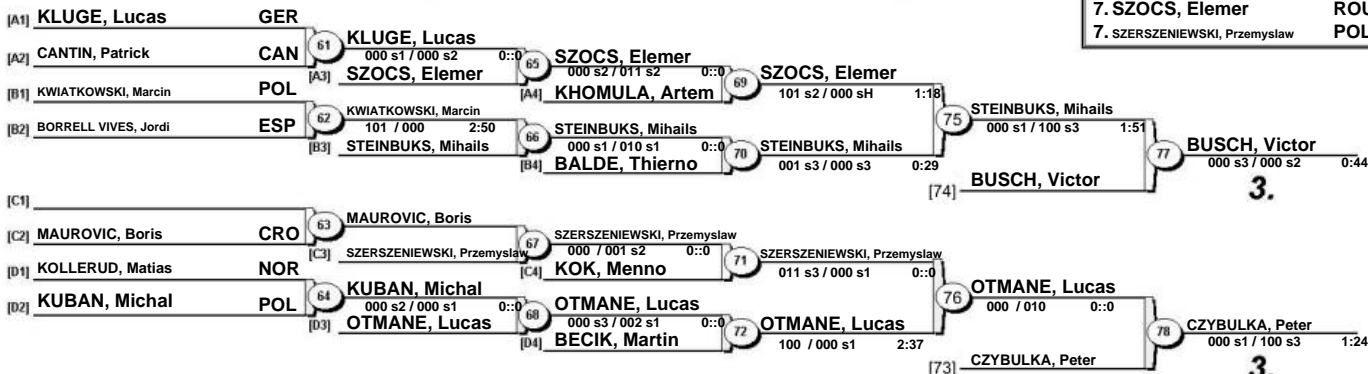 7. SZOCS, Elemer ROU
7. SZERSZENIEWSKI, Przemyslaw POL
[A1] KLUGE, Lucas GER
[A2] CANTIN, Patrick CAN
61
KLUGE, Lucas
000 s1 / 000 s2 0::0
[A3] SZOCS, Elemer
[B1] KWIATKOWSKI, Marcin POL
[B2] BORRELL VIVES, Jordi ESP
62
KWIATKOWSKI, Marcin
101 / 000 2:50
[B3] STEINBUKS, Mihails
65
SZOCS, Elemer
000 s2 / 011 s2 0::0
[A4] KHOMULA, Artem
66
STEINBUKS, Mihails
000 s1 / 010 s1 0::0
[B4] BALDE, Thierno
69
SZOCS, Elemer
101 s2 / 000 sH 1:18
70
STEINBUKS, Mihails
001 s3 / 000 s3 0:29
75
STEINBUKS, Mihails
000 s1 / 100 s3 1:51
[74] BUSCH, Victor
77
BUSCH, Victor
000 s3 / 000 s2 0:44
3.
[C1]
[C2] MAUROVIC, Boris CRO
63
MAUROVIC, Boris
[C3] SZERSZENIEWSKI, Przemyslaw
[D1] KOLLERUD, Matias NOR
[D2] KUBAN, Michal POL
64
KUBAN, Michal
000 s2 / 000 s1 0::0
[D3] OTMANE, Lucas
67
SZERSZENIEWSKI, Przemyslaw
000 / 001 s2 0::0
[C4] KOK, Menno
68
OTMANE, Lucas
000 s3 / 002 s1 0::0
[D4] BECIK, Martin
71
SZERSZENIEWSKI, Przemyslaw
011 s3 / 000 s1 0::0
72
OTMANE, Lucas
100 / 000 s1 2:37
76
OTMANE, Lucas
000 / 010 0::0
[73] CZYBULKA, Peter
78
CZYBULKA, Peter
000 s1 / 100 s3 1:24
3.